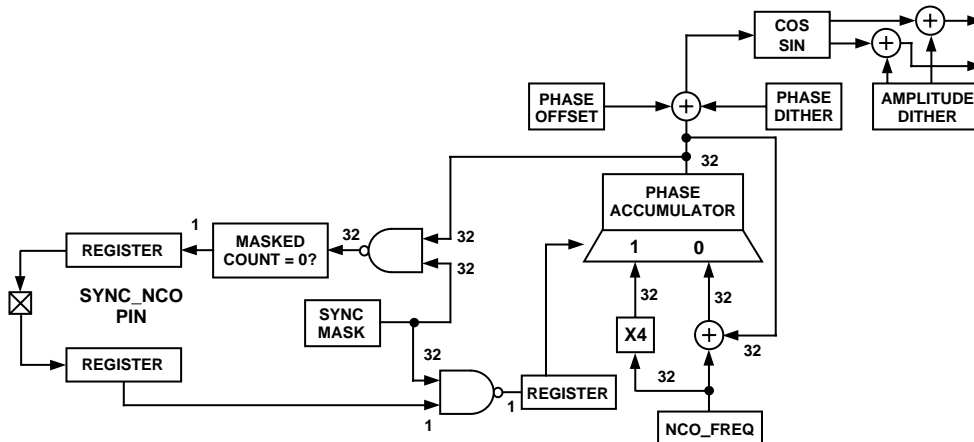 COS
SIN
PHASE
OFFSET
PHASE
DITHER
AMPLITUDE
DITHER
32
PHASE
ACCUMULATOR
1 0
1
32
32
32
REGISTER
MASKED
COUNT = 0?
SYNC_NCO
PIN
SYNC
MASK
32
32
X4
32
REGISTER
32
32
1
1
REGISTER
NCO_FREQ